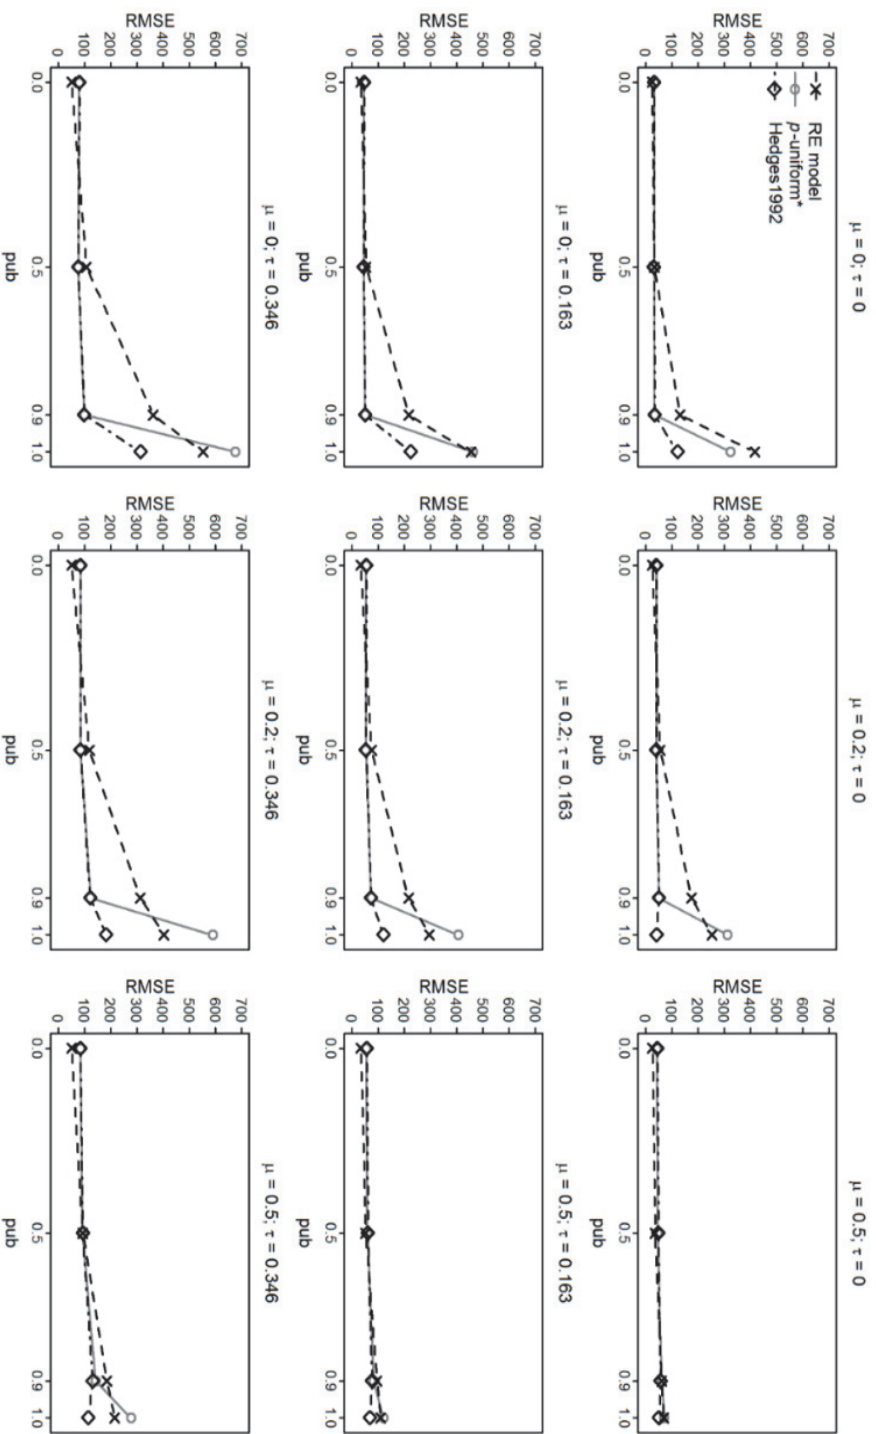 μ = 0; τ = 0
RMSE
0 100 200 300 400 500 600 700
RE model
p-uniform*
Hedges1992
0.0 0.5 0.9 1.0
pub
μ = 0.2; τ = 0
RMSE
0 100 200 300 400 500 600 700
0.0 0.5 0.9 1.0
pub
μ = 0.5; τ = 0
RMSE
0 100 200 300 400 500 600 700
0.0 0.5 0.9 1.0
pub
μ = 0; τ = 0.163
RMSE
0 100 200 300 400 500 600 700
0.0 0.5 0.9 1.0
pub
μ = 0.2; τ = 0.163
RMSE
0 100 200 300 400 500 600 700
0.0 0.5 0.9 1.0
pub
μ = 0.5; τ = 0.163
RMSE
0 100 200 300 400 500 600 700
0.0 0.5 0.9 1.0
pub
μ = 0; τ = 0.346
RMSE
0 100 200 300 400 500 600 700
0.0 0.5 0.9 1.0
pub
μ = 0.2; τ = 0.346
RMSE
0 100 200 300 400 500 600 700
0.0 0.5 0.9 1.0
pub
μ = 0.5; τ = 0.346
RMSE
0 100 200 300 400 500 600 700
0.0 0.5 0.9 1.0
pub